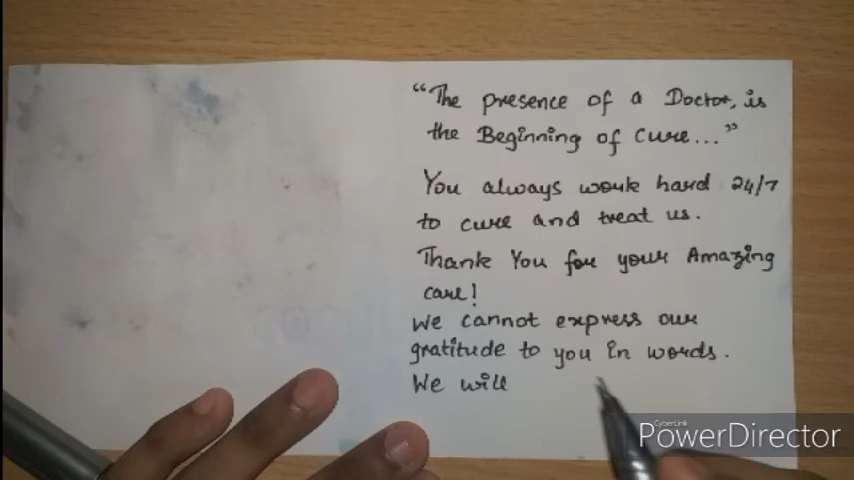 "The presence of a Doctor, is
the Beginning of cure..."
You always work hard 24/7
to cure and treat us.
Thank You for your Amazing
care!
We cannot express our
gratitude to you in words.
We will
CyberLink
PowerDirector